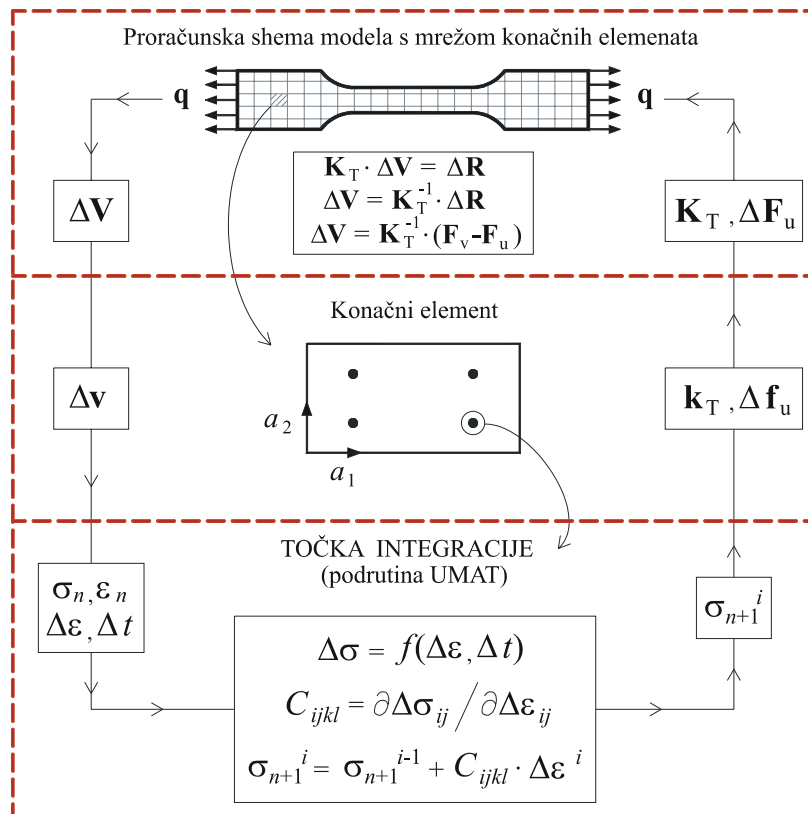 Proračunska shema modela s mrežom konačnih elemenata
q
q
K_T · ΔV = ΔR
ΔV = K_T^-1 · ΔR
ΔV = K_T^-1 · (F_v-F_u)
ΔV
K_T , ΔF_u
Konačni element
Δv
a_2
a_1
k_T , Δf_u
TOČKA INTEGRACIJE
(podrutina UMAT)
σ_n, ε_n
Δε, Δt
Δσ = f(Δε, Δt)
C_ijkl = ∂Δσ_ij / ∂Δε_ij
σ_n+1^i = σ_n+1^i-1 + C_ijkl · Δε^i
σ_n+1^i